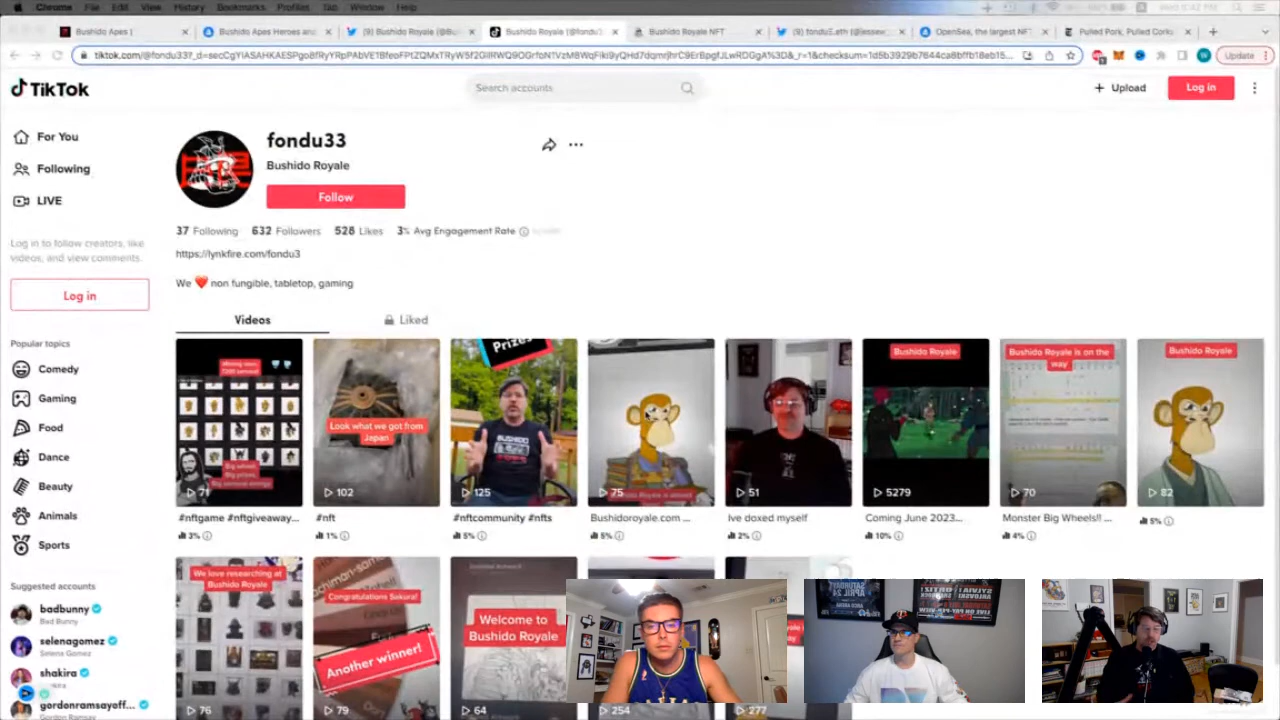 Chrome File Edit View History Bookmarks Profiles Tab Window Help
Bushido Apes | Bushido Apes Heroes and (9) Bushido Royale (@Bu Bushido Royale (@fondu3 Bushido Royale NFT OpenSea, the largest NFT Pulled Pork, Pulled Corks
Update
TikTok
Search accounts
+ Upload
Log in
For You
Following
LIVE
Log in to follow creators, like
videos, and view comments.
Log in
Popular topics
Comedy
Gaming
Food
Dance
Beauty
Animals
Sports
Suggested accounts
badbunny
Bad Bunny
selenagomez
Selena Gomez
shakira
gordonramsayoff...
Gordon Ramsay
fondu33
Bushido Royale
Follow
37 Following 632 Followers 528 Likes 3% Avg Engagement Rate
https://lynkfire.com/fondu3
We ❤️ non fungible, tabletop, gaming
Videos Liked
71
#nftgame #nftgiveaway...
3%
Look what we got from
Japan
102
#nft
1%
Prizes
BUSHIDO
125
#nftcommunity #nfts
5%
75
Bushidoroyale.com ...
5%
51
Ive doxed myself
2%
Bushido Royale
5279
Coming June 2023...
10%
Bushido Royale is on the
way
70
Monster Big Wheels!! ...
4%
Bushido Royale
82
5%
We love researching at
Bushido Royale
76
Congratulations Sakura!
Another winner!
79
Welcome to
Bushido Royale
64
254
277
SATURDAY
APRIL 24